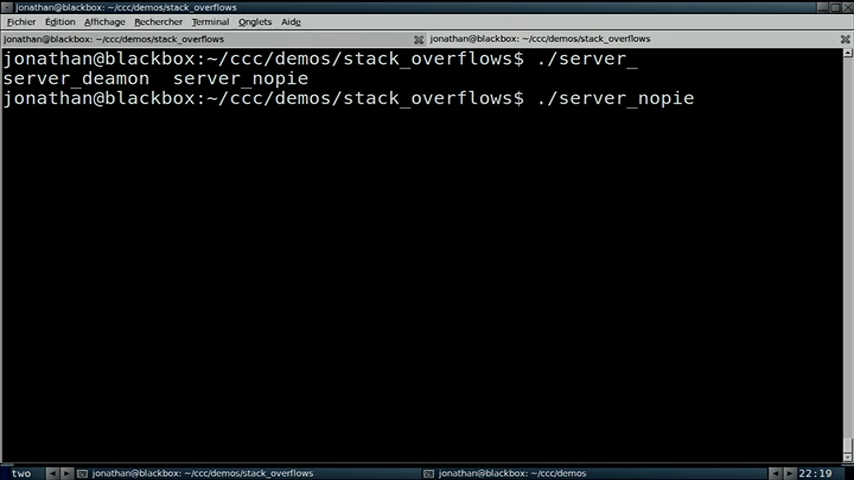 jonathan@blackbox: ~/ccc/demos/stack_overflows
Fichier Édition Affichage Rechercher Terminal Onglets Aide
jonathan@blackbox: ~/ccc/demos/stack_overflows jonathan@blackbox: ~/ccc/demos/stack_overflows
jonathan@blackbox:~/ccc/demos/stack_overflows$ ./server_
server_deamon server_nopie
jonathan@blackbox:~/ccc/demos/stack_overflows$ ./server_nopie
two jonathan@blackbox: ~/ccc/demos/stack_overflows jonathan@blackbox: ~/ccc/demos 22:19